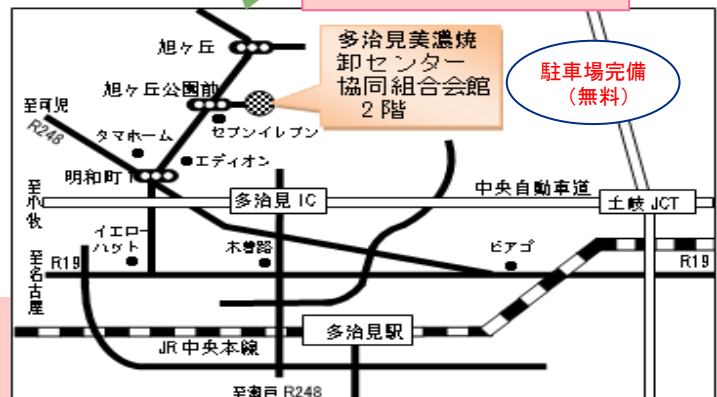 旭ヶ丘
多治見美濃焼
卸センター
協同組合会館
2階
駐車場完備
（無料）
旭ヶ丘公園前
至可児
R248
セブンイレブン
タマホーム
エディオン
明和町1
中央自動車道
至小牧
多治見IC
土岐JCT
イエロー
ハット
木曽路
ピアゴ
至名古屋
R19
R19
多治見駅
JR中央本線
至瀬戸 R248